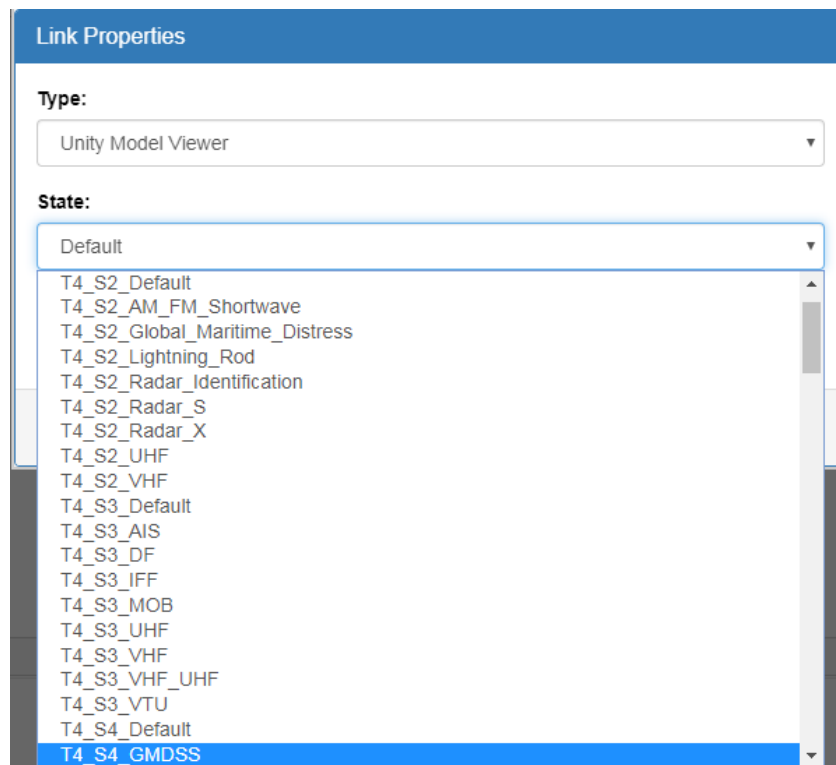 Link Properties
Type:
Unity Model Viewer
State:
Default
T4_S2_Default
T4_S2_AM_FM_Shortwave
T4_S2_Global_Maritime_Distress
T4_S2_Lightning_Rod
T4_S2_Radar_Identification
T4_S2_Radar_S
T4_S2_Radar_X
T4_S2_UHF
T4_S2_VHF
T4_S3_Default
T4_S3_AIS
T4_S3_DF
T4_S3_IFF
T4_S3_MOB
T4_S3_UHF
T4_S3_VHF
T4_S3_VHF_UHF
T4_S3_VTU
T4_S4_Default
T4_S4_GMDSS